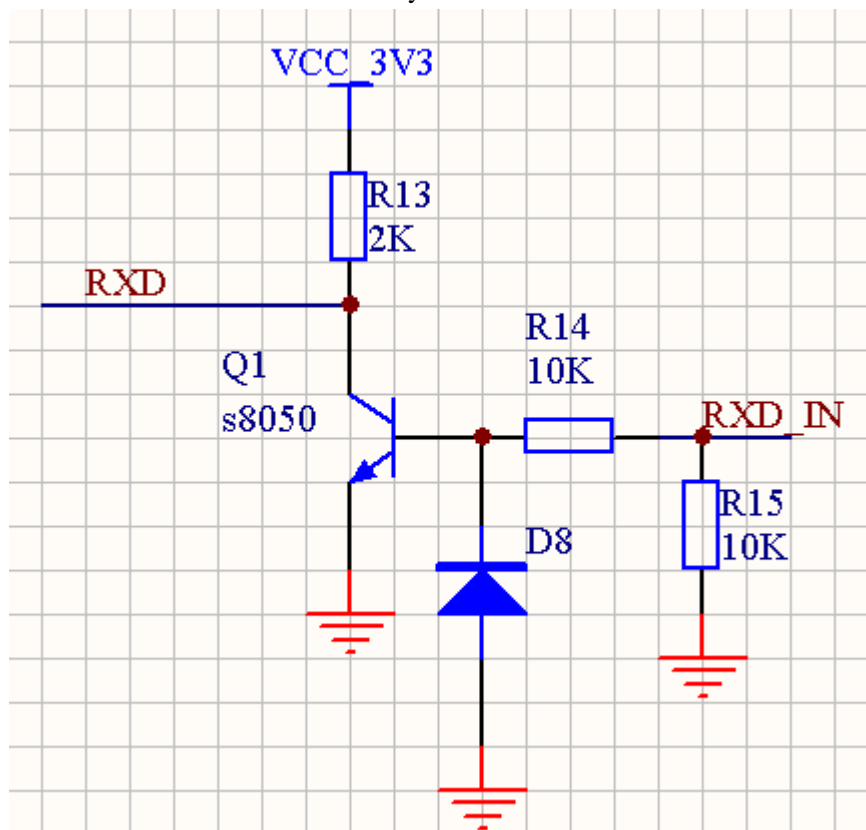 VCC_3V3
R13
2K
RXD
R14
10K
Q1
s8050
RXD_IN
R15
10K
D8